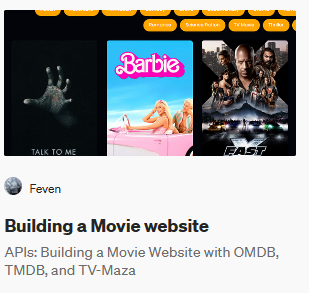 Romance Science Fiction TV Movie Thriller
Barbie
TALK TO ME
FAST X
Feven
Building a Movie website
APIs: Building a Movie Website with OMDB,
TMDB, and TV-Maza